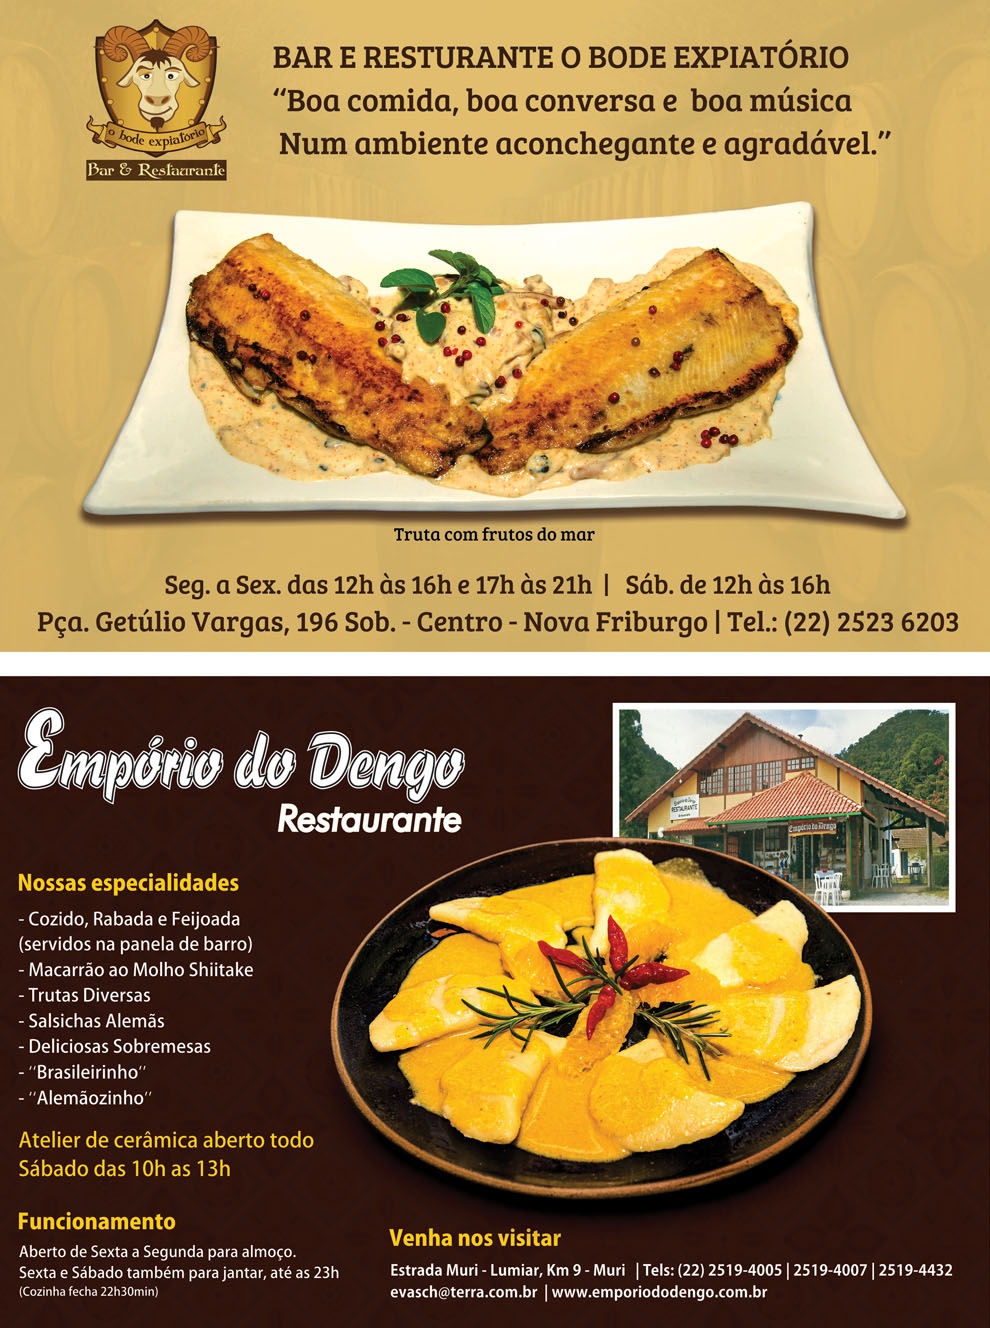 o bode expiatório
Bar & Restaurante
BAR E RESTURANTE O BODE EXPIATÓRIO
“Boa comida, boa conversa e boa música
Num ambiente aconchegante e agradável.”
Truta com frutos do mar
Seg. a Sex. das 12h às 16h e 17h às 21h | Sáb. de 12h às 16h
Pça. Getúlio Vargas, 196 Sob. - Centro - Nova Friburgo | Tel.: (22) 2523 6203
Empório do Dengo
Restaurante
RESTAURANTE
Empório do Dengo
Nossas especialidades
- Cozido, Rabada e Feijoada
(servidos na panela de barro)
- Macarrão ao Molho Shiitake
- Trutas Diversas
- Salsichas Alemãs
- Deliciosas Sobremesas
- "Brasileirinho"
- "Alemãozinho"
Atelier de cerâmica aberto todo
Sábado das 10h as 13h
Funcionamento
Aberto de Sexta a Segunda para almoço.
Sexta e Sábado também para jantar, até as 23h
(Cozinha fecha 22h30min)
Venha nos visitar
Estrada Muri - Lumiar, Km 9 - Muri | Tels: (22) 2519-4005 | 2519-4007 | 2519-4432
evasch@terra.com.br | www.emporiododengo.com.br